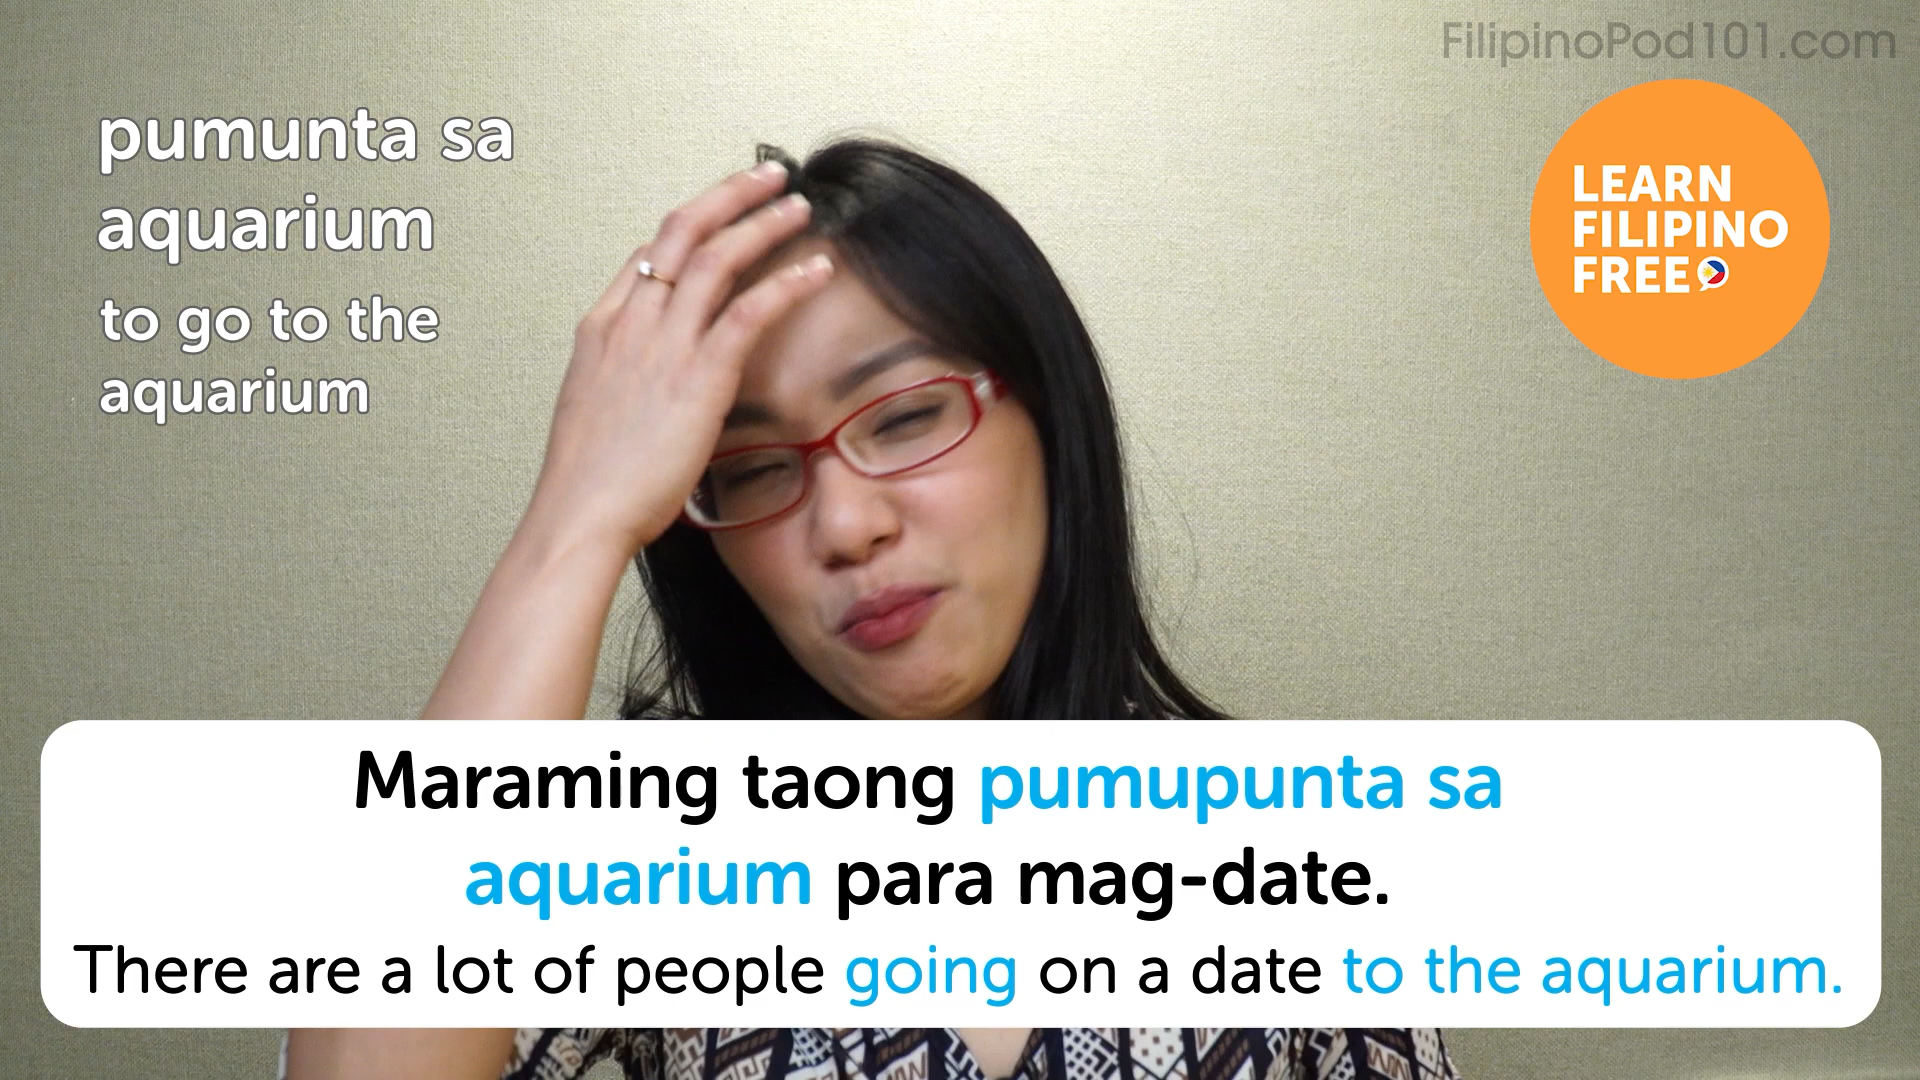 FilipinoPod101.com
pumunta sa
aquarium
to go to the
aquarium
LEARN
FILIPINO
FREE
Maraming taong pumupunta sa
aquarium para mag-date.
There are a lot of people going on a date to the aquarium.